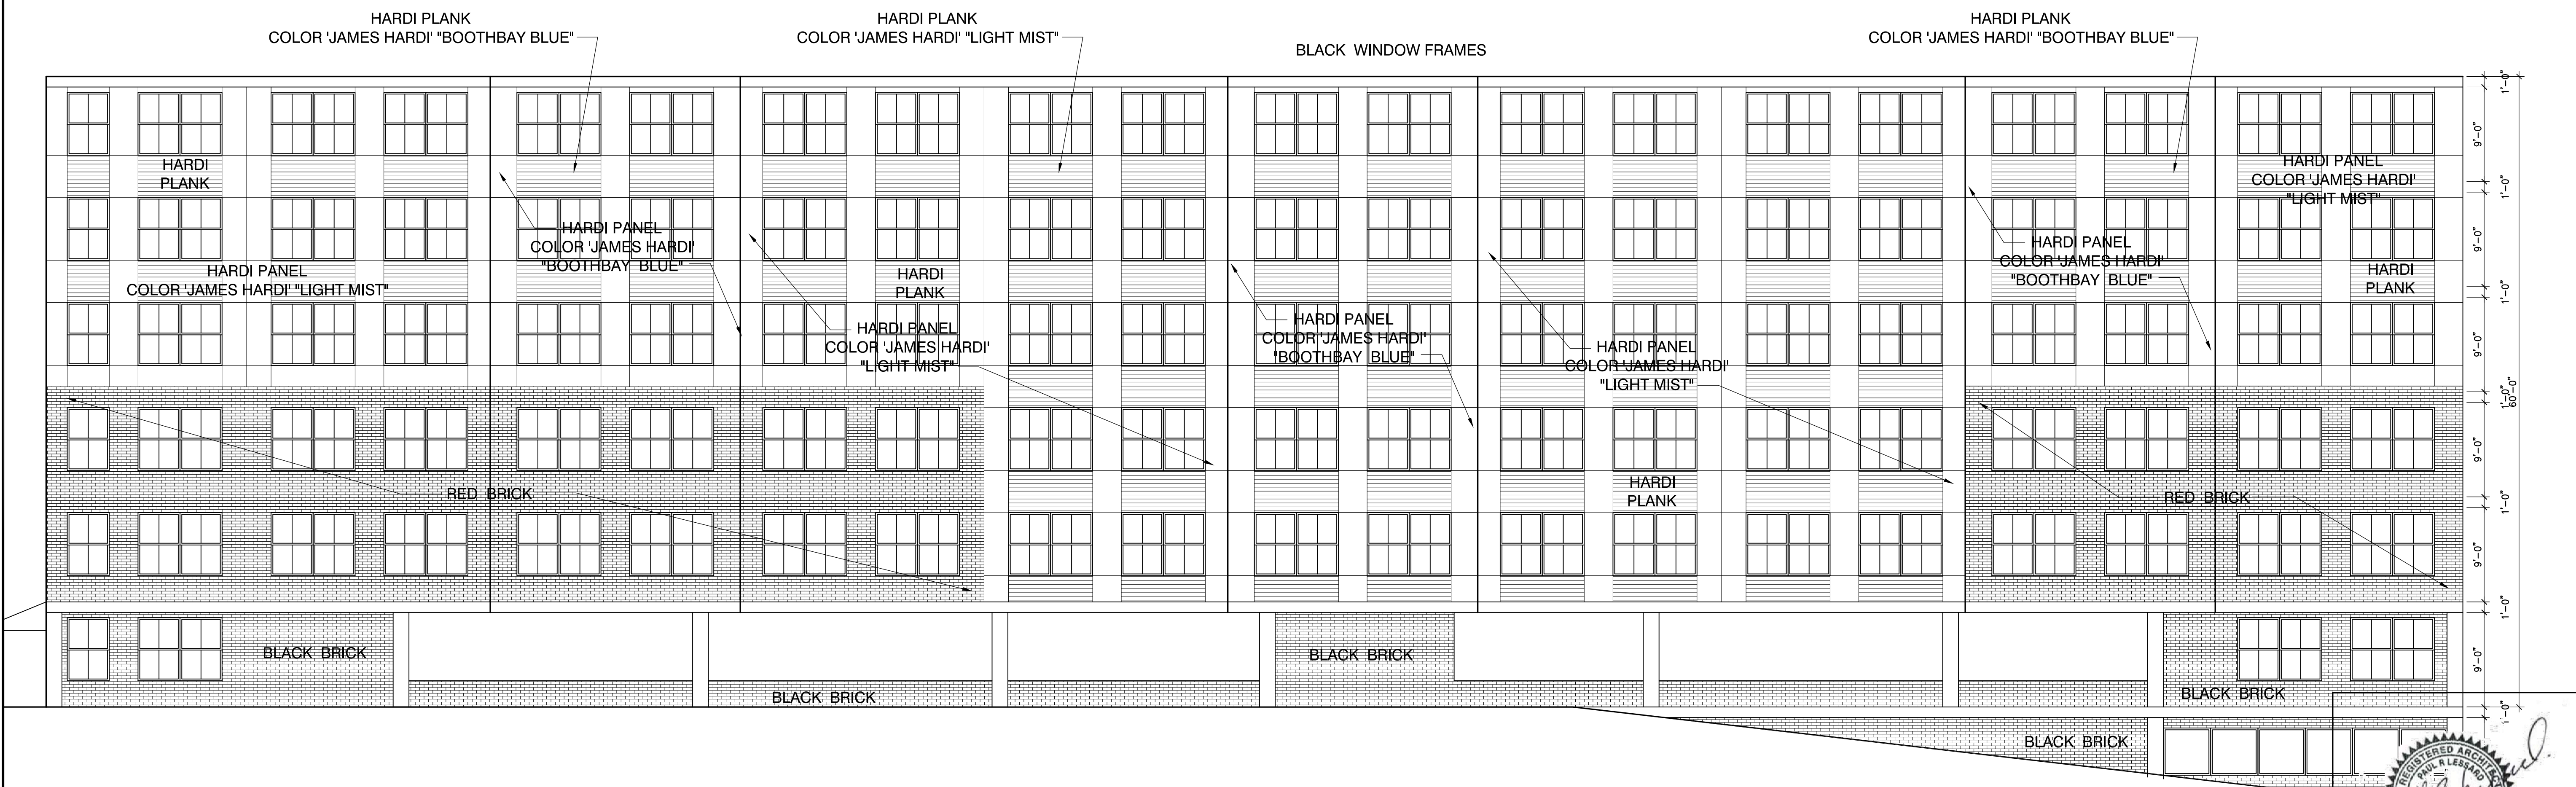 HARDI PLANK
COLOR 'JAMES HARDI' "BOOTHBAY BLUE"
HARDI PLANK
COLOR 'JAMES HARDI' "LIGHT MIST"
BLACK WINDOW FRAMES
HARDI PLANK
COLOR 'JAMES HARDI' "BOOTHBAY BLUE"
HARDI
PLANK
HARDI PANEL
COLOR 'JAMES HARDI'
"LIGHT MIST"
HARDI PANEL
COLOR 'JAMES HARDI'
"BOOTHBAY BLUE"
HARDI PANEL
COLOR 'JAMES HARDI'
"BOOTHBAY BLUE"
HARDI PANEL
COLOR 'JAMES HARDI' "LIGHT MIST"
HARDI
PLANK
HARDI
PLANK
HARDI PANEL
COLOR 'JAMES HARDI'
"LIGHT MIST"
HARDI PANEL
COLOR 'JAMES HARDI'
"BOOTHBAY BLUE"
HARDI PANEL
COLOR 'JAMES HARDI'
"LIGHT MIST"
RED BRICK
HARDI
PLANK
RED BRICK
BLACK BRICK
BLACK BRICK
BLACK BRICK
BLACK BRICK
BLACK BRICK
1'-0"
9'-0"
1'-0"
9'-0"
1'-0"
9'-0"
1'-0"
60'-0"
9'-0"
1'-0"
9'-0"
1'-0"
9'-0"
1'-0"
REGISTERED ARCHITEC
PAUL R LESSARD